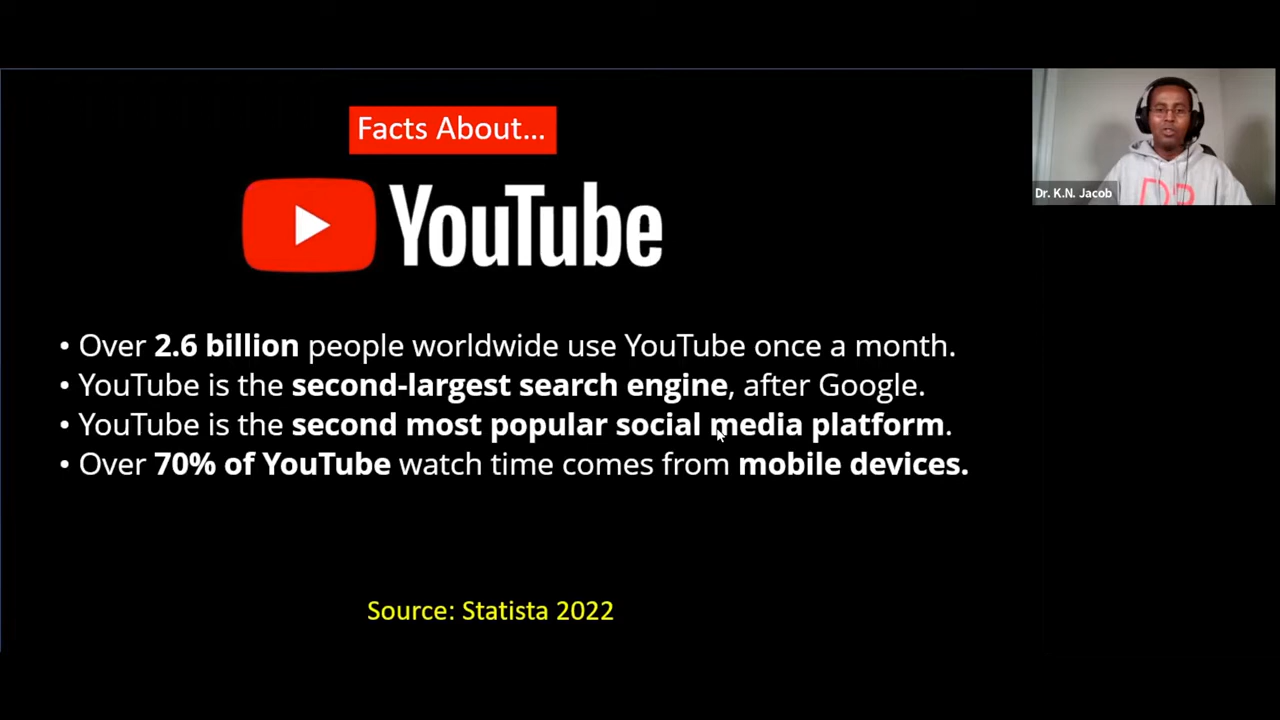 Facts About...
YouTube
• Over 2.6 billion people worldwide use YouTube once a month.
• YouTube is the second-largest search engine, after Google.
• YouTube is the second most popular social media platform.
• Over 70% of YouTube watch time comes from mobile devices.
Source: Statista 2022
Dr. K.N. Jacob